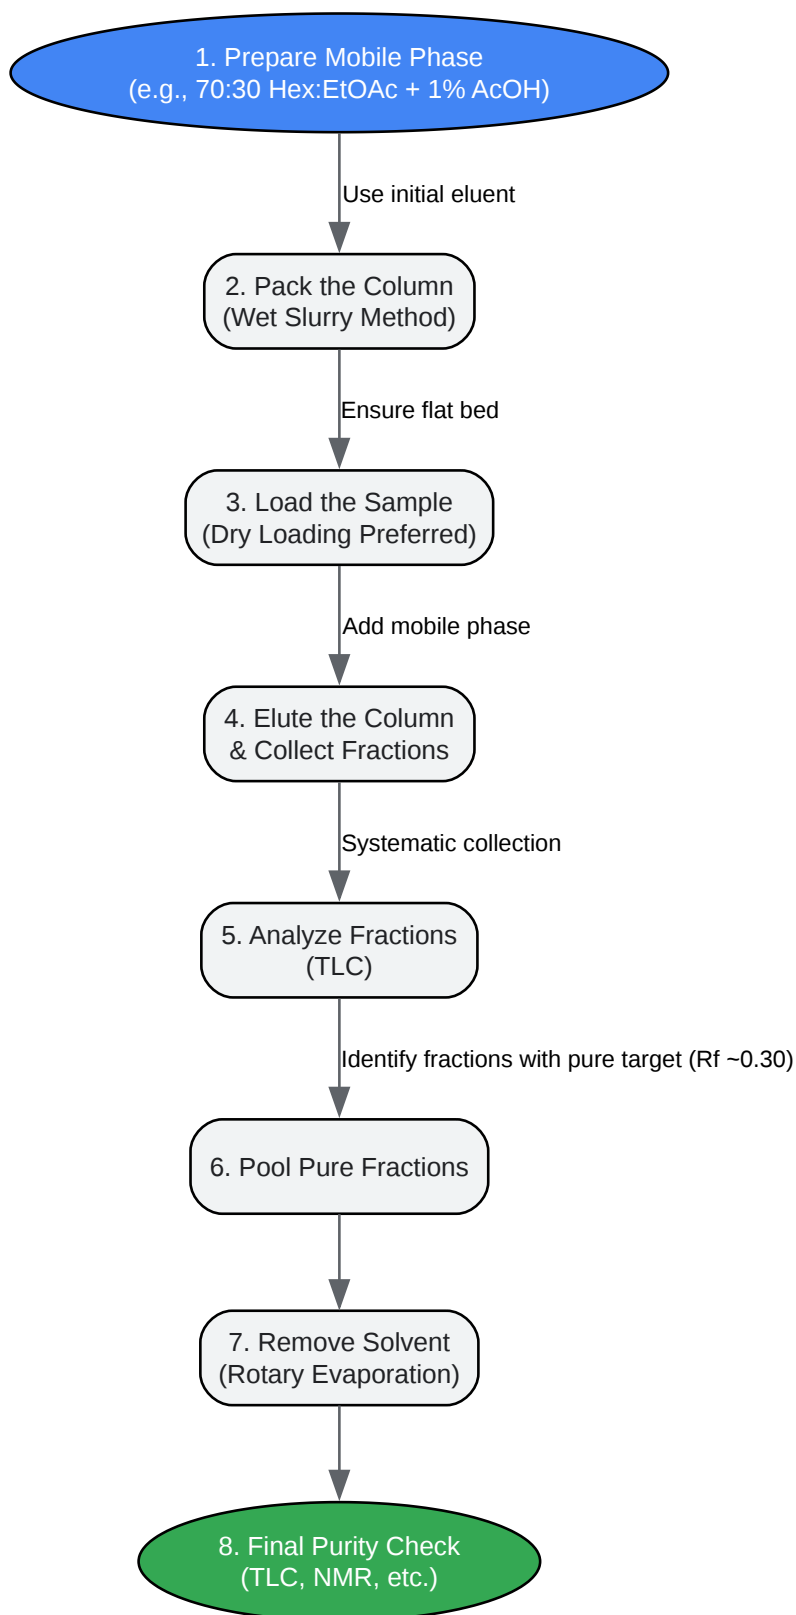 1. Prepare Mobile Phase
(e.g., 70:30 Hex:EtOAc + 1% AcOH)
Use initial eluent
2. Pack the Column
(Wet Slurry Method)
Ensure flat bed
3. Load the Sample
(Dry Loading Preferred)
Add mobile phase
4. Elute the Column
& Collect Fractions
Systematic collection
5. Analyze Fractions
(TLC)
Identify fractions with pure target (Rf ~0.30)
6. Pool Pure Fractions
7. Remove Solvent
(Rotary Evaporation)
8. Final Purity Check
(TLC, NMR, etc.)